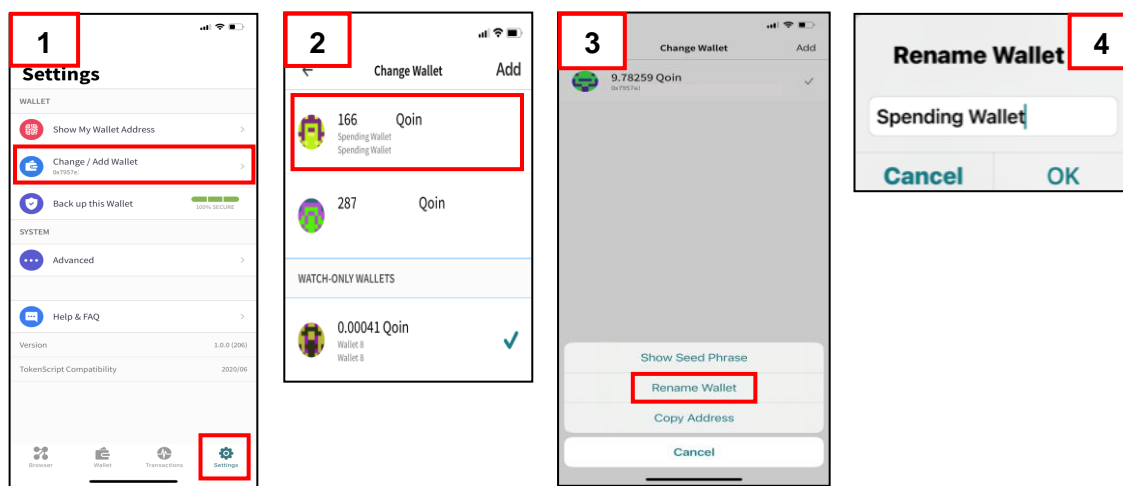 1
Settings
WALLET
Show My Wallet Address
Change / Add Wallet
0x7957e
Back up this Wallet
100% SECURE
SYSTEM
Advanced
Help & FAQ
Version 1.0.0 (206)
TokenScript Compatibility 2020/06
Browser Wallet Transactions Settings
2
Change Wallet Add
166 Qoin
Spending Wallet
Spending Wallet
287 Qoin
WATCH-ONLY WALLETS
0.00041 Qoin
Wallet 8
Wallet 8
3
Change Wallet Add
9.78259 Qoin
Show Seed Phrase
Rename Wallet
Copy Address
Cancel
4
Rename Wallet
Spending Wallet
Cancel OK